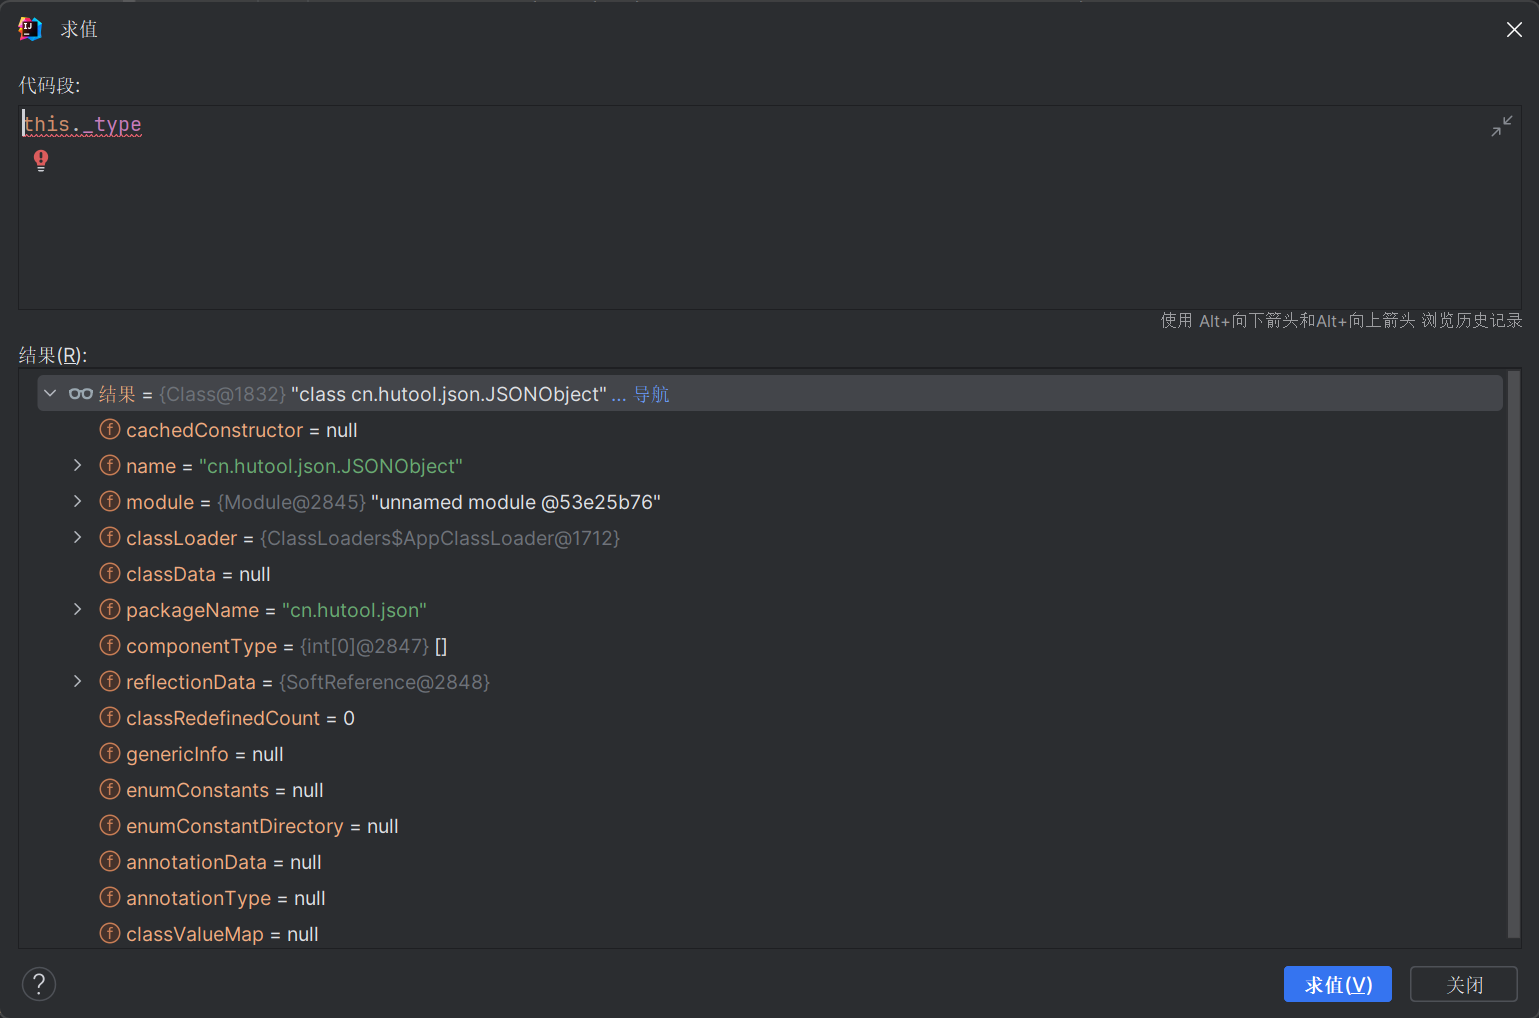 求值
代码段:
this._type
使用 Alt+向下箭头和Alt+向上箭头 浏览历史记录
结果(R):
结果 = {Class@1832} "class cn.hutool.json.JSONObject" ... 导航
cachedConstructor = null
name = "cn.hutool.json.JSONObject"
module = {Module@2845} "unnamed module @53e25b76"
classLoader = {ClassLoaders$AppClassLoader@1712}
classData = null
packageName = "cn.hutool.json"
componentType = {int[0]@2847} []
reflectionData = {SoftReference@2848}
classRedefinedCount = 0
genericInfo = null
enumConstants = null
enumConstantDirectory = null
annotationData = null
annotationType = null
classValueMap = null
? 求值(V) 关闭